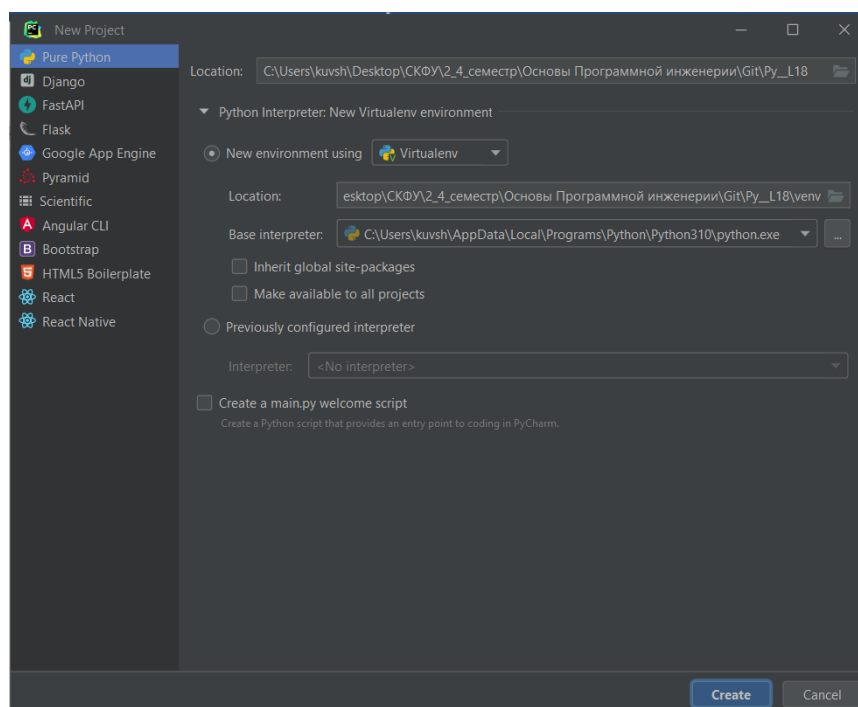 New Project
Pure Python
Django
FastAPI
Flask
Google App Engine
Pyramid
Scientific
Angular CLI
Bootstrap
HTML5 Boilerplate
React
React Native
Location: C:\Users\kuvsh\Desktop\СКФУ\2_4_семестр\Основы Программной инженерии\Git\Py__L18
Python Interpreter: New Virtualenv environment
New environment using Virtualenv
Location: esktop\СКФУ\2_4_семестр\Основы Программной инженерии\Git\Py__L18\venv
Base interpreter: C:\Users\kuvsh\AppData\Local\Programs\Python\Python310\python.exe ...
Inherit global site-packages
Make available to all projects
Previously configured interpreter
Interpreter: <No interpreter>
Create a main.py welcome script
Create a Python script that provides an entry point to coding in PyCharm.
Create Cancel